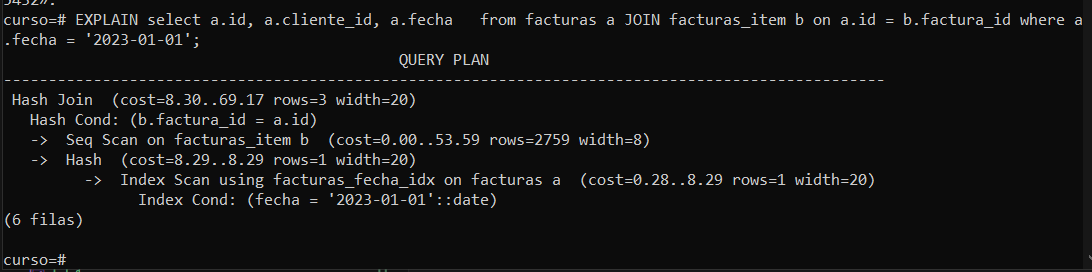 curso=# EXPLAIN select a.id, a.cliente_id, a.fecha   from facturas a JOIN facturas_item b on a.id = b.factura_id where a
.fecha = '2023-01-01';
                                            QUERY PLAN
--------------------------------------------------------------------------------------------------
 Hash Join  (cost=8.30..69.17 rows=3 width=20)
   Hash Cond: (b.factura_id = a.id)
   ->  Seq Scan on facturas_item b  (cost=0.00..53.59 rows=2759 width=8)
   ->  Hash  (cost=8.29..8.29 rows=1 width=20)
         ->  Index Scan using facturas_fecha_idx on facturas a  (cost=0.28..8.29 rows=1 width=20)
               Index Cond: (fecha = '2023-01-01'::date)
(6 filas)
curso=#